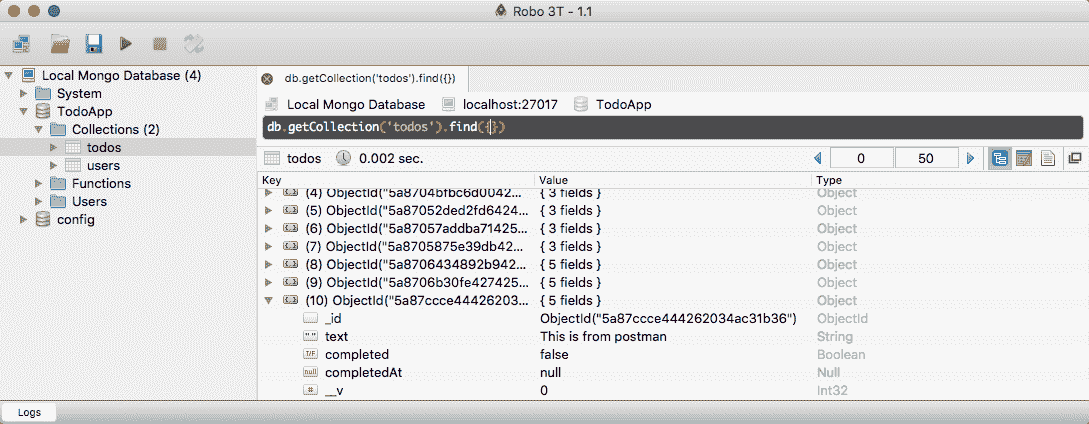 Robo 3T - 1.1
Local Mongo Database (4)
System
TodoApp
Collections (2)
todos
users
Functions
Users
config
db.getCollection('todos').find({})
Local Mongo Database localhost:27017 TodoApp
db.getCollection('todos').find({})
todos 0.002 sec. 0 50
Key Value Type
(4) ObjectId("5a8704bfbc6d0042... { 3 fields } Object
(5) ObjectId("5a87052ded2fd6424... { 3 fields } Object
(6) ObjectId("5a87057addba71425... { 3 fields } Object
(7) ObjectId("5a8705875e39db42... { 3 fields } Object
(8) ObjectId("5a8706434892b942... { 5 fields } Object
(9) ObjectId("5a8706b30fe427425... { 5 fields } Object
(10) ObjectId("5a87ccce44426203... { 5 fields } Object
_id ObjectId("5a87ccce444262034ac31b36") ObjectId
"" text This is from postman String
T/F completed false Boolean
null completedAt null Null
# __v 0 Int32
Logs